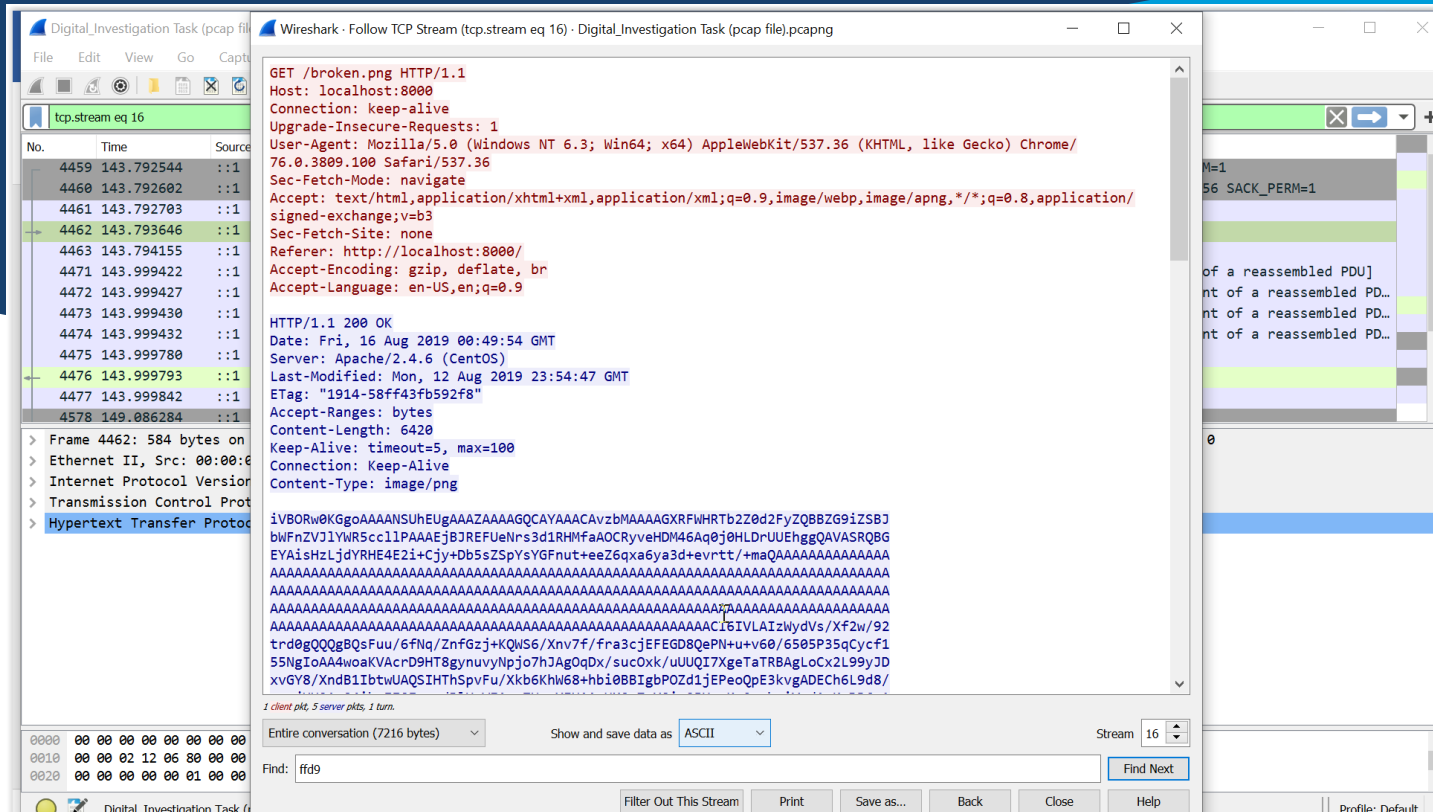 Digital_Investigation Task (pcap fil
Wireshark · Follow TCP Stream (tcp.stream eq 16) · Digital_Investigation Task (pcap file).pcapng
File Edit View Go Captu
tcp.stream eq 16
No. Time Source
4459 143.792544 ::1
4460 143.792602 ::1
4461 143.792703 ::1
4462 143.793646 ::1
4463 143.794155 ::1
4471 143.999422 ::1
4472 143.999427 ::1
4473 143.999430 ::1
4474 143.999432 ::1
4475 143.999780 ::1
4476 143.999793 ::1
4477 143.999842 ::1
4578 149.086284 ::1
Frame 4462: 584 bytes on
Ethernet II, Src: 00:00:0
Internet Protocol Version
Transmission Control Prot
Hypertext Transfer Protoc
0000 00 00 00 00 00 00 00 00
0010 00 00 02 12 06 80 00 00
0020 00 00 00 00 00 01 00 00
Digital_Investigation Task (
GET /broken.png HTTP/1.1
Host: localhost:8000
Connection: keep-alive
Upgrade-Insecure-Requests: 1
User-Agent: Mozilla/5.0 (Windows NT 6.3; Win64; x64) AppleWebKit/537.36 (KHTML, like Gecko) Chrome/
76.0.3809.100 Safari/537.36
Sec-Fetch-Mode: navigate
Accept: text/html,application/xhtml+xml,application/xml;q=0.9,image/webp,image/apng,*/*;q=0.8,application/
signed-exchange;v=b3
Sec-Fetch-Site: none
Referer: http://localhost:8000/
Accept-Encoding: gzip, deflate, br
Accept-Language: en-US,en;q=0.9
HTTP/1.1 200 OK
Date: Fri, 16 Aug 2019 00:49:54 GMT
Server: Apache/2.4.6 (CentOS)
Last-Modified: Mon, 12 Aug 2019 23:54:47 GMT
ETag: "1914-58ff43fb592f8"
Accept-Ranges: bytes
Content-Length: 6420
Keep-Alive: timeout=5, max=100
Connection: Keep-Alive
Content-Type: image/png
iVBORw0KGgoAAAANSUhEUgAAAZAAAAGQCAYAAACAvzbMAAAAGXRFWHRTb2Z0d2FyZQBBZG9iZSBJ
bWFnZVJlYWR5ccllPAAAEjBJREFUeNrs3d1RHMfaAOCRyveHDM46Aq0j0HLDrUUEhggQAVASRQBG
EYAisHzLjdYRHE4E2i+Cjy+Db5sZSpYsYGFnut+eeZ6qxa6ya3d+evrtt/+maQAAAAAAAAAAAAAA
trd0gQQQgBQsFuu/6fNq/ZnfGzj+KQWS6/Xnv7f/fra3cjEFEGD8QePN+u+v60/6505P35qCycf1
55NgIoAA4woaKVAcrD9HT8gynuvyNpjo7hJAgOqDx/sucOxk/uUUQI7XgeTaTRBAgLoCx2L99yJD
xvGY8/XndB1IbtwUAQSIHThSpvFu/Xkb6KhW68+hbi0BBIgbPOZd1jEPeoQpE3kvgADECh6L9d8/
1 client pkt, 5 server pkts, 1 turn.
Entire conversation (7216 bytes) Show and save data as ASCII Stream 16
Find: ffd9 Find Next
Filter Out This Stream Print Save as... Back Close Help
M=1
56 SACK_PERM=1
of a reassembled PDU]
nt of a reassembled PD…
nt of a reassembled PD…
nt of a reassembled PD…
0
Profile: Default